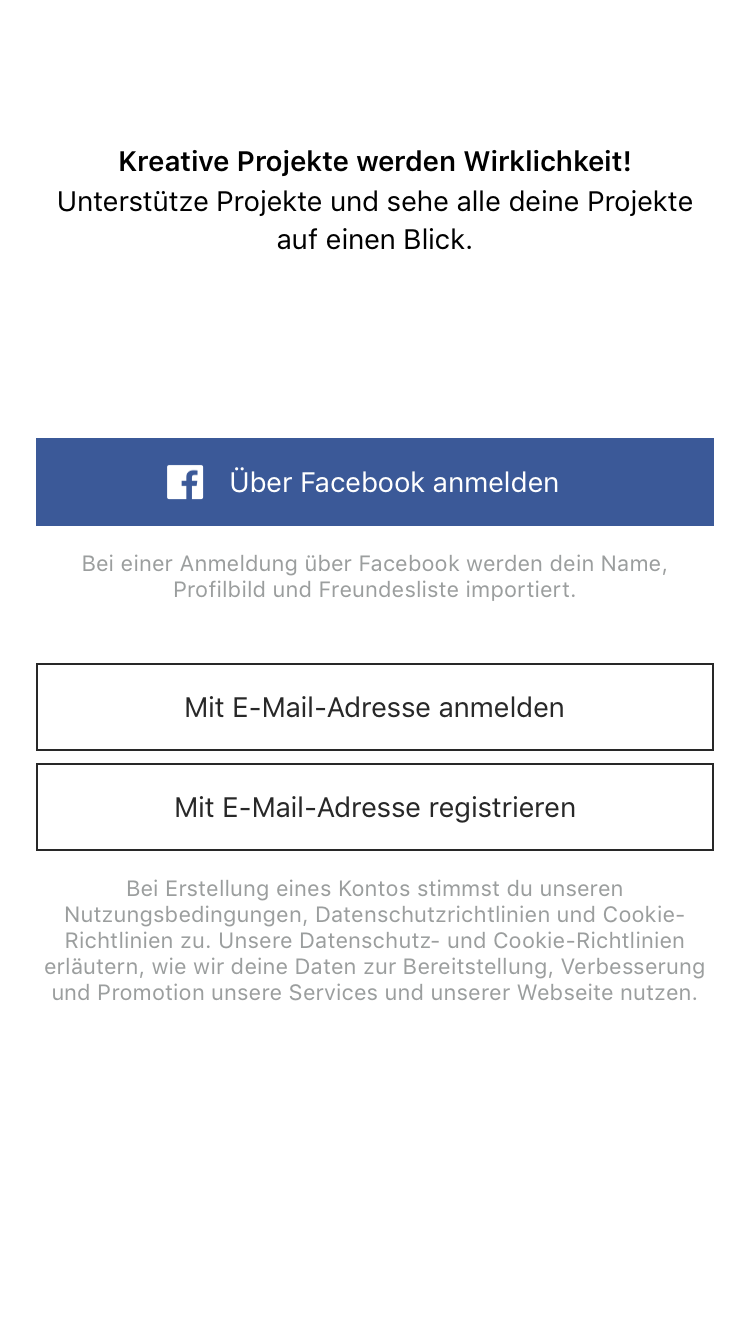 Kreative Projekte werden Wirklichkeit!
Unterstütze Projekte und sehe alle deine Projekte
auf einen Blick.
Über Facebook anmelden
Bei einer Anmeldung über Facebook werden dein Name,
Profilbild und Freundesliste importiert.
Mit E-Mail-Adresse anmelden
Mit E-Mail-Adresse registrieren
Bei Erstellung eines Kontos stimmst du unseren
Nutzungsbedingungen, Datenschutzrichtlinien und Cookie-
Richtlinien zu. Unsere Datenschutz- und Cookie-Richtlinien
erläutern, wie wir deine Daten zur Bereitstellung, Verbesserung
und Promotion unsere Services und unserer Webseite nutzen.